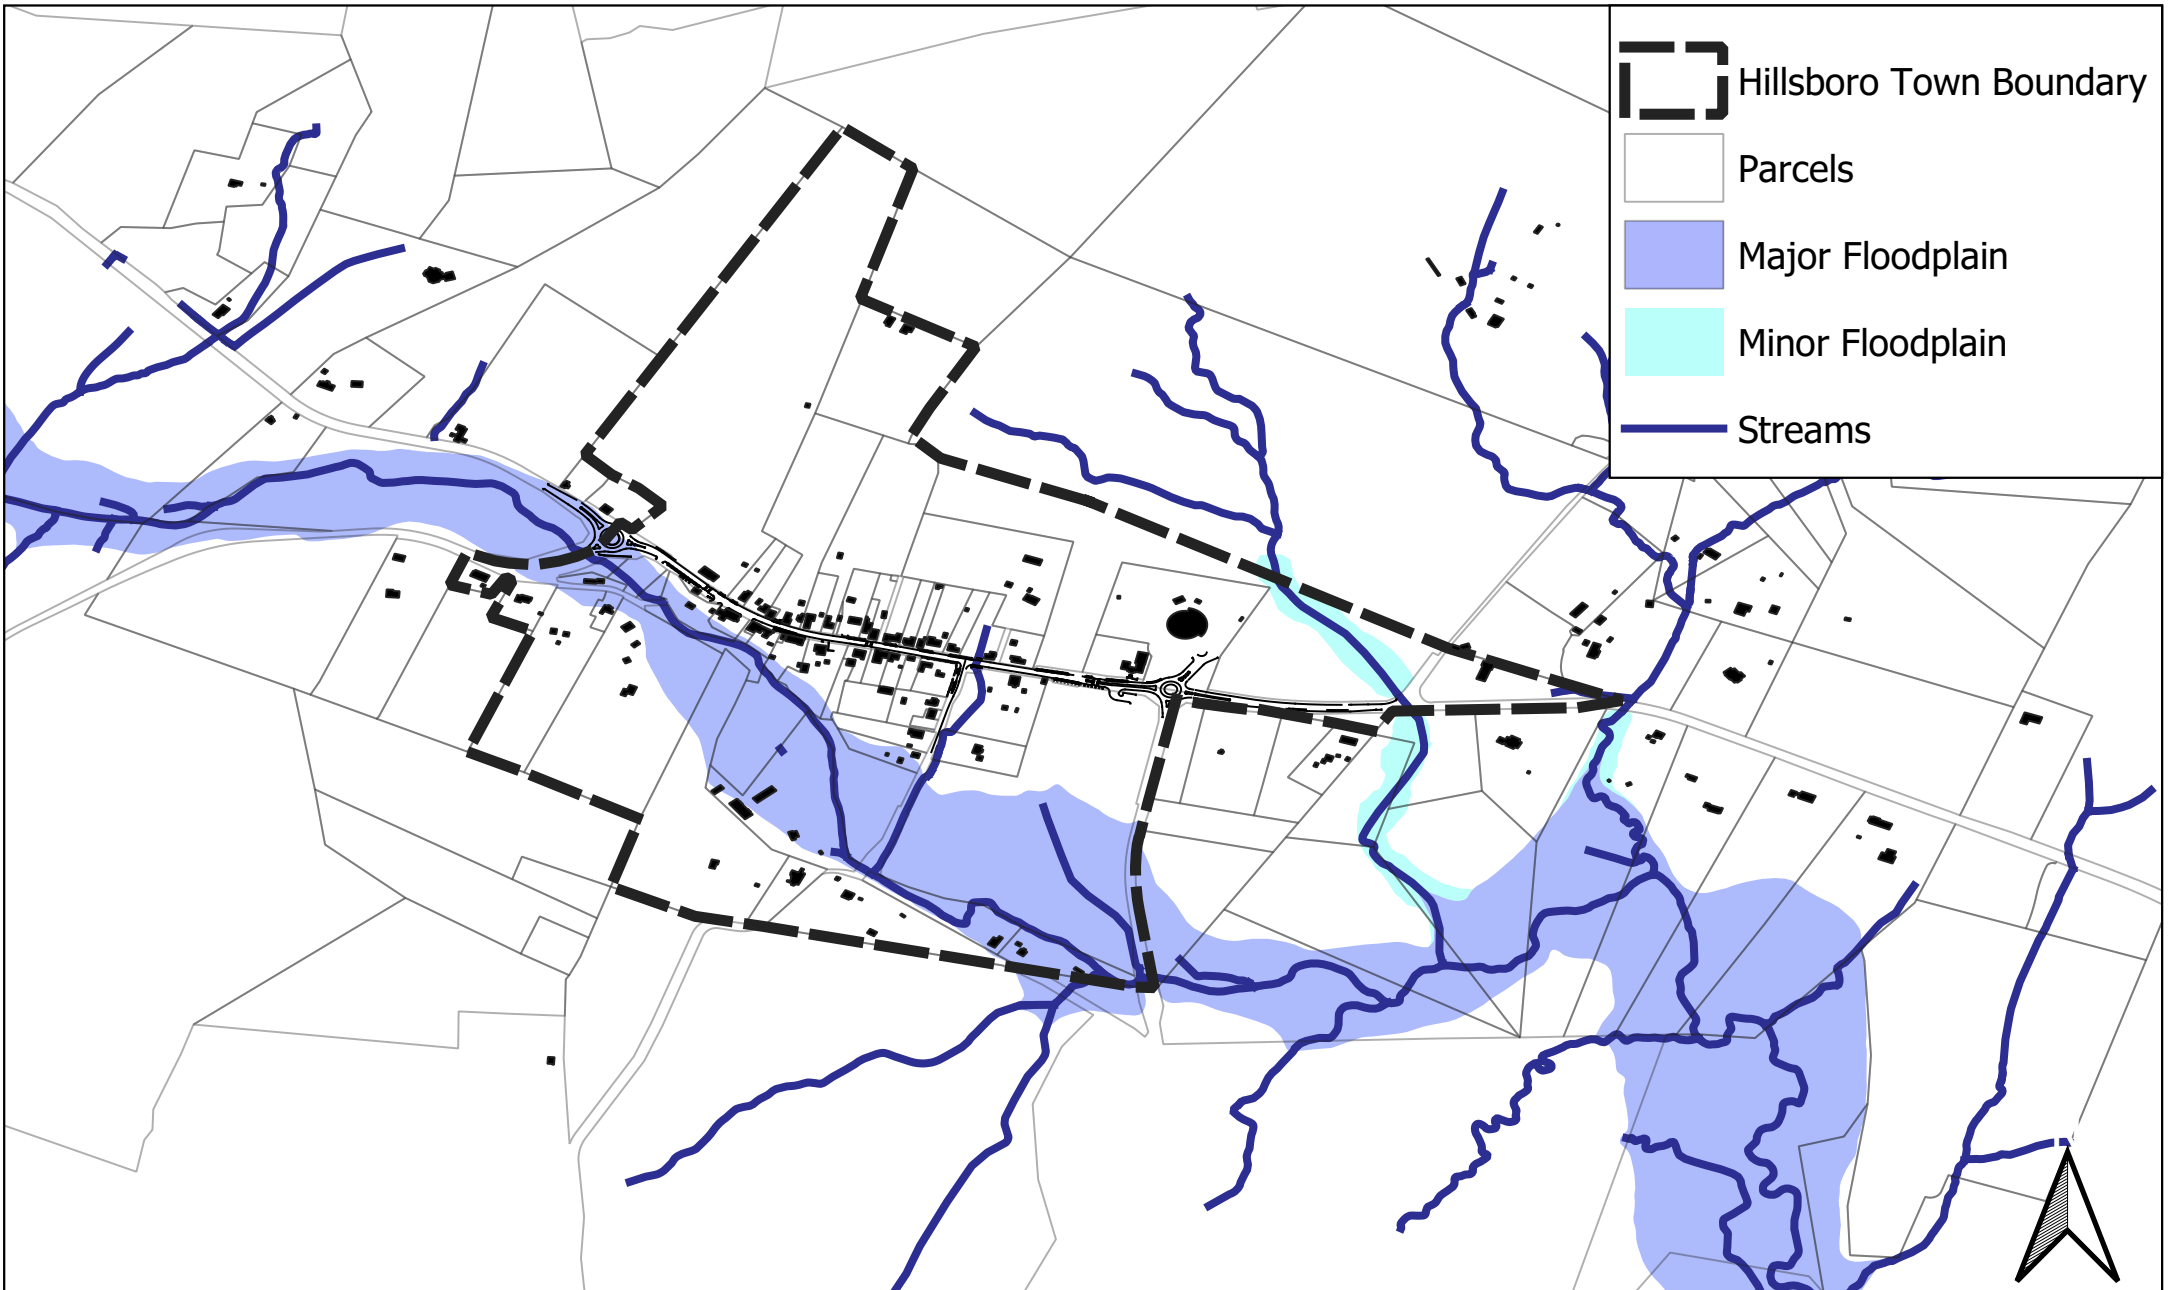 Hillsboro Town Boundary
Parcels
Major Floodplain
Minor Floodplain
Streams